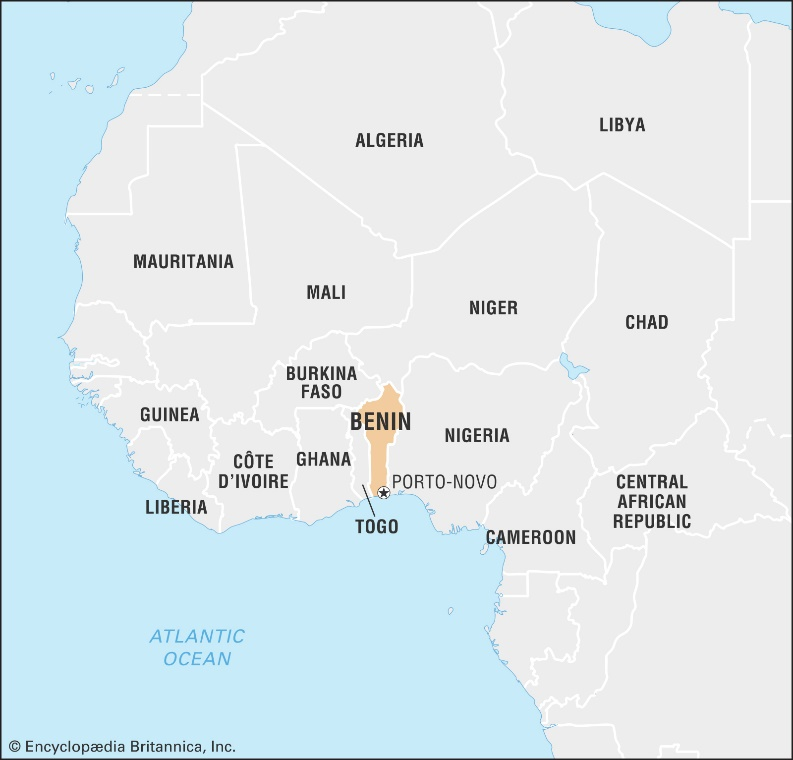 ALGERIA
LIBYA
MAURITANIA
MALI
NIGER
CHAD
BURKINA
FASO
GUINEA
BENIN
NIGERIA
CÔTE
D'IVOIRE
GHANA
PORTO-NOVO
CENTRAL
AFRICAN
REPUBLIC
LIBERIA
TOGO
CAMEROON
ATLANTIC
OCEAN
© Encyclopædia Britannica, Inc.